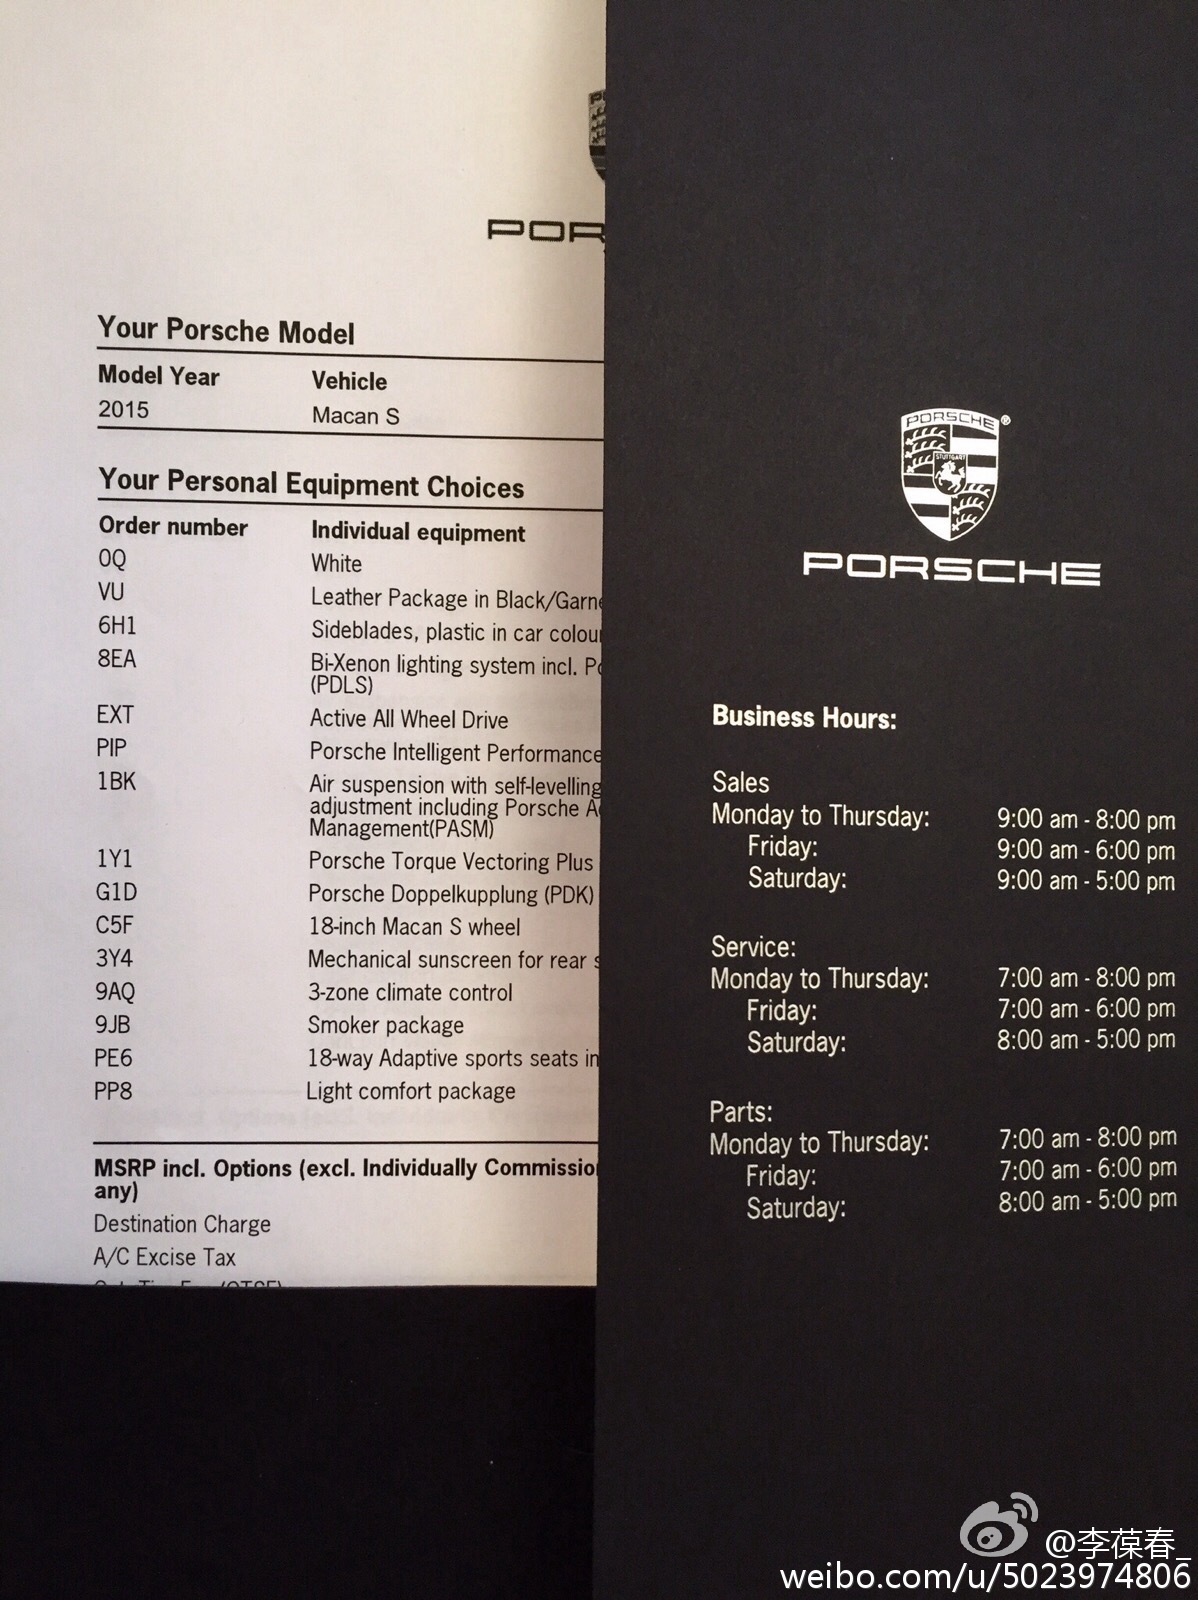 POR
Your Porsche Model
Model Year Vehicle
2015 Macan S
Your Personal Equipment Choices
Order number Individual equipment
0Q White
VU Leather Package in Black/Garne
6H1 Sideblades, plastic in car colou
8EA Bi-Xenon lighting system incl. Po
(PDLS)
EXT Active All Wheel Drive
PIP Porsche Intelligent Performance
1BK Air suspension with self-levelling
adjustment including Porsche A
Management(PASM)
1Y1 Porsche Torque Vectoring Plus
G1D Porsche Doppelkupplung (PDK)
C5F 18-inch Macan S wheel
3Y4 Mechanical sunscreen for rear s
9AQ 3-zone climate control
9JB Smoker package
PE6 18-way Adaptive sports seats in
PP8 Light comfort package
MSRP incl. Options (excl. Individually Commissio
any)
Destination Charge
A/C Excise Tax
PORSCHE®
STUTTGART
PORSCHE
Business Hours:
Sales
Monday to Thursday: 9:00 am - 8:00 pm
Friday: 9:00 am - 6:00 pm
Saturday: 9:00 am - 5:00 pm
Service:
Monday to Thursday: 7:00 am - 8:00 pm
Friday: 7:00 am - 6:00 pm
Saturday: 8:00 am - 5:00 pm
Parts:
Monday to Thursday: 7:00 am - 8:00 pm
Friday: 7:00 am - 6:00 pm
Saturday: 8:00 am - 5:00 pm
@李葆春_
weibo.com/u/5023974806